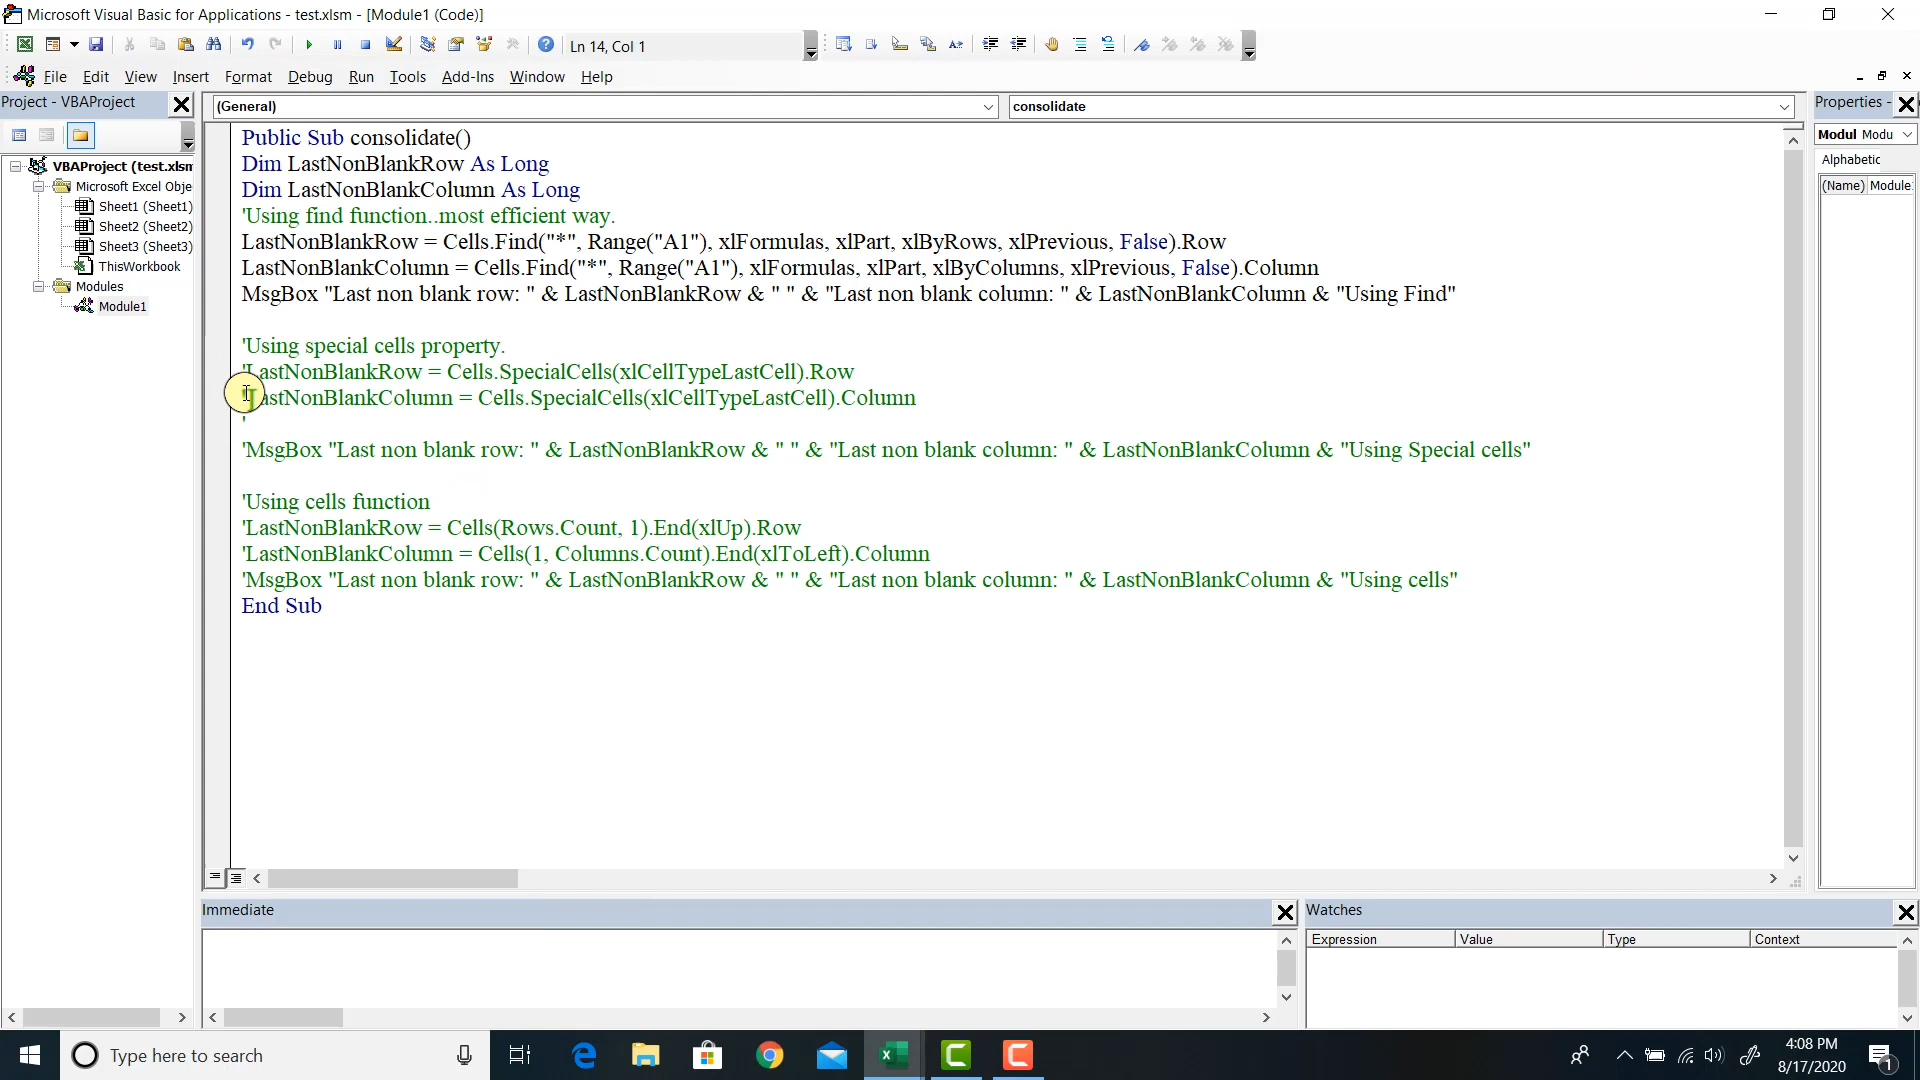 Microsoft Visual Basic for Applications - test.xlsm - [Module1 (Code)]
Ln 14, Col 1
File Edit View Insert Format Debug Run Tools Add-Ins Window Help
Project - VBAProject
(General)
consolidate
Properties -
Modul Modu
Alphabetic
(Name) Module
VBAProject (test.xlsm
Microsoft Excel Obje
Sheet1 (Sheet1)
Sheet2 (Sheet2)
Sheet3 (Sheet3)
ThisWorkbook
Modules
Module1
Public Sub consolidate()
Dim LastNonBlankRow As Long
Dim LastNonBlankColumn As Long
'Using find function..most efficient way.
LastNonBlankRow = Cells.Find("*", Range("A1"), xlFormulas, xlPart, xlByRows, xlPrevious, False).Row
LastNonBlankColumn = Cells.Find("*", Range("A1"), xlFormulas, xlPart, xlByColumns, xlPrevious, False).Column
MsgBox "Last non blank row: " & LastNonBlankRow & " " & "Last non blank column: " & LastNonBlankColumn & "Using Find"
'Using special cells property.
'LastNonBlankRow = Cells.SpecialCells(xlCellTypeLastCell).Row
'LastNonBlankColumn = Cells.SpecialCells(xlCellTypeLastCell).Column
'
'MsgBox "Last non blank row: " & LastNonBlankRow & " " & "Last non blank column: " & LastNonBlankColumn & "Using Special cells"
'Using cells function
'LastNonBlankRow = Cells(Rows.Count, 1).End(xlUp).Row
'LastNonBlankColumn = Cells(1, Columns.Count).End(xlToLeft).Column
'MsgBox "Last non blank row: " & LastNonBlankRow & " " & "Last non blank column: " & LastNonBlankColumn & "Using cells"
End Sub
Immediate
Watches
Expression Value Type Context
Type here to search
4:08 PM
8/17/2020
1